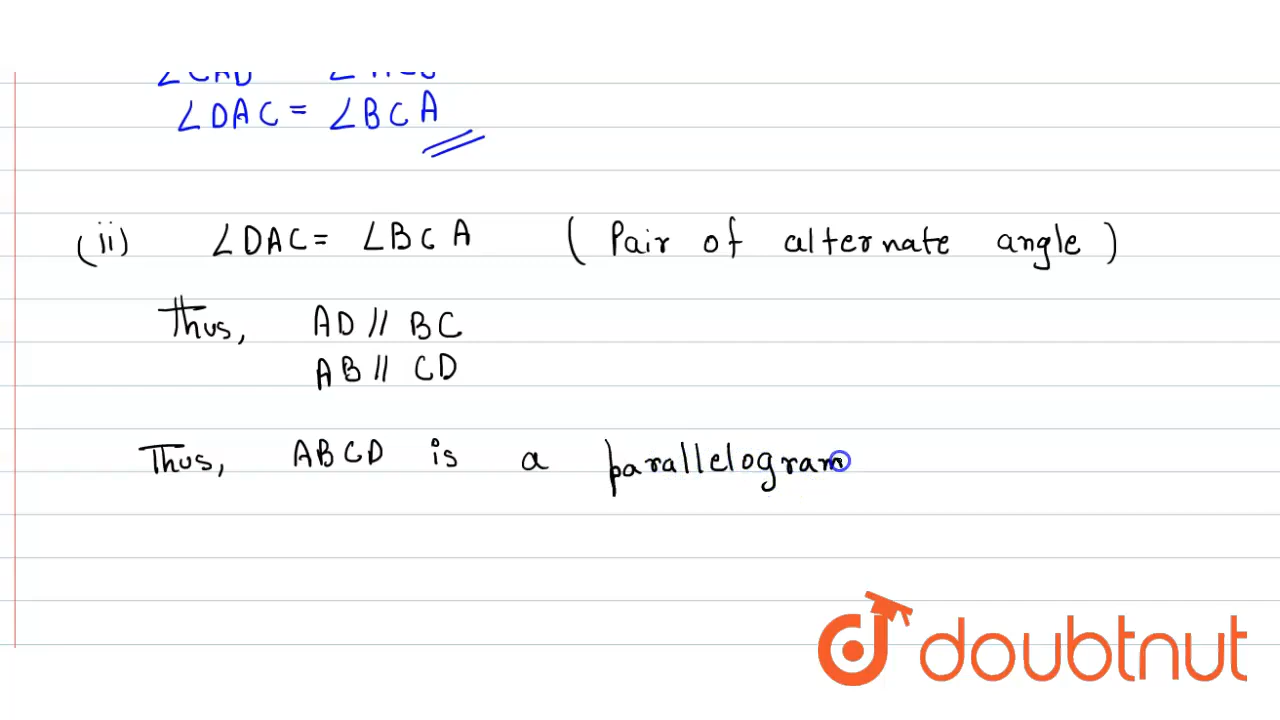 ∠DAC = ∠BCA
(ii) ∠DAC = ∠BCA (Pair of alternate angle)
Thus, AD // BC
AB // CD
Thus, ABCD is a parallelogram
doubtnut